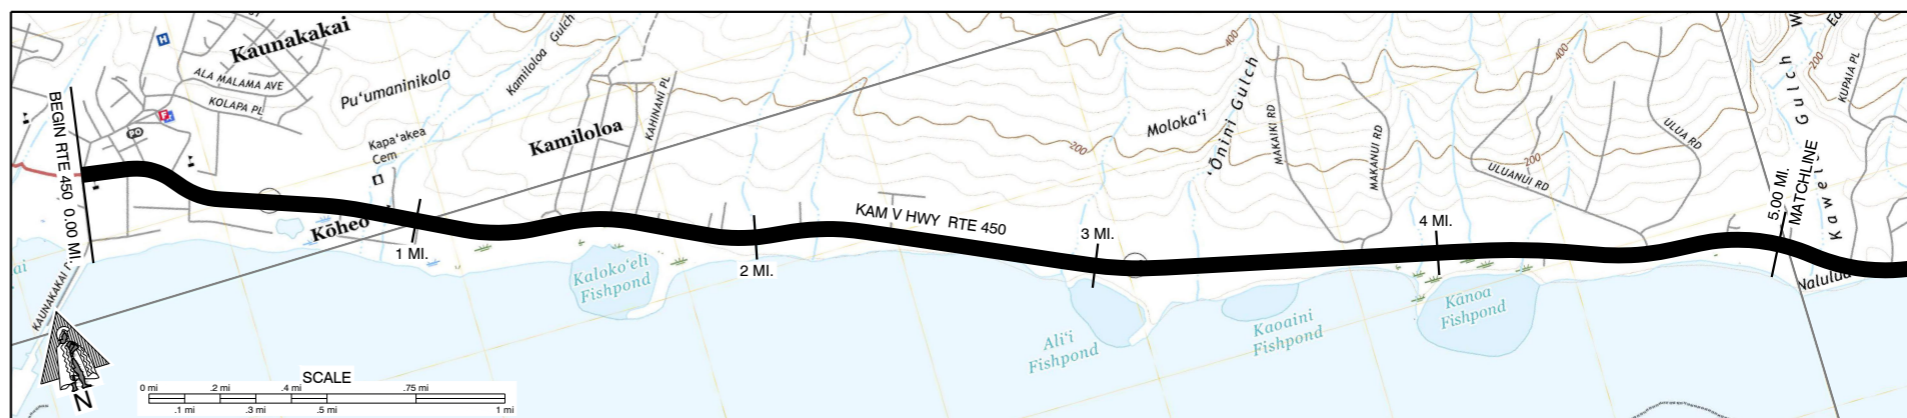 Kaunakakai
H
ALA MALAMA AVE
KOLAPA PL
F
PO
BEGIN RTE 450 0.00 MI.
Pu‘umaninikolo
Kamiloloa Gulch
Kapa‘akea
Cem
Kamiloloa
KAHINANI PL
200
Moloka‘i
400
‘Ōnini Gulch
MAKAIKI RD
MAKANUI RD
400
ULUA RD
200
ULUANUI RD
200
KUPAIA PL
Kawela Gulch
5.00 MI.
MATCHLINE
Kōheo
1 MI.
2 MI.
KAM V HWY RTE 450
3 MI.
4 MI.
KAUNAKAKAI
Kaloko‘eli
Fishpond
Ali‘i
Fishpond
Kaoaini
Fishpond
Kānoa
Fishpond
N
SCALE
0 mi .2 mi .4 mi .75 mi
.1 mi .3 mi .5 mi 1 mi